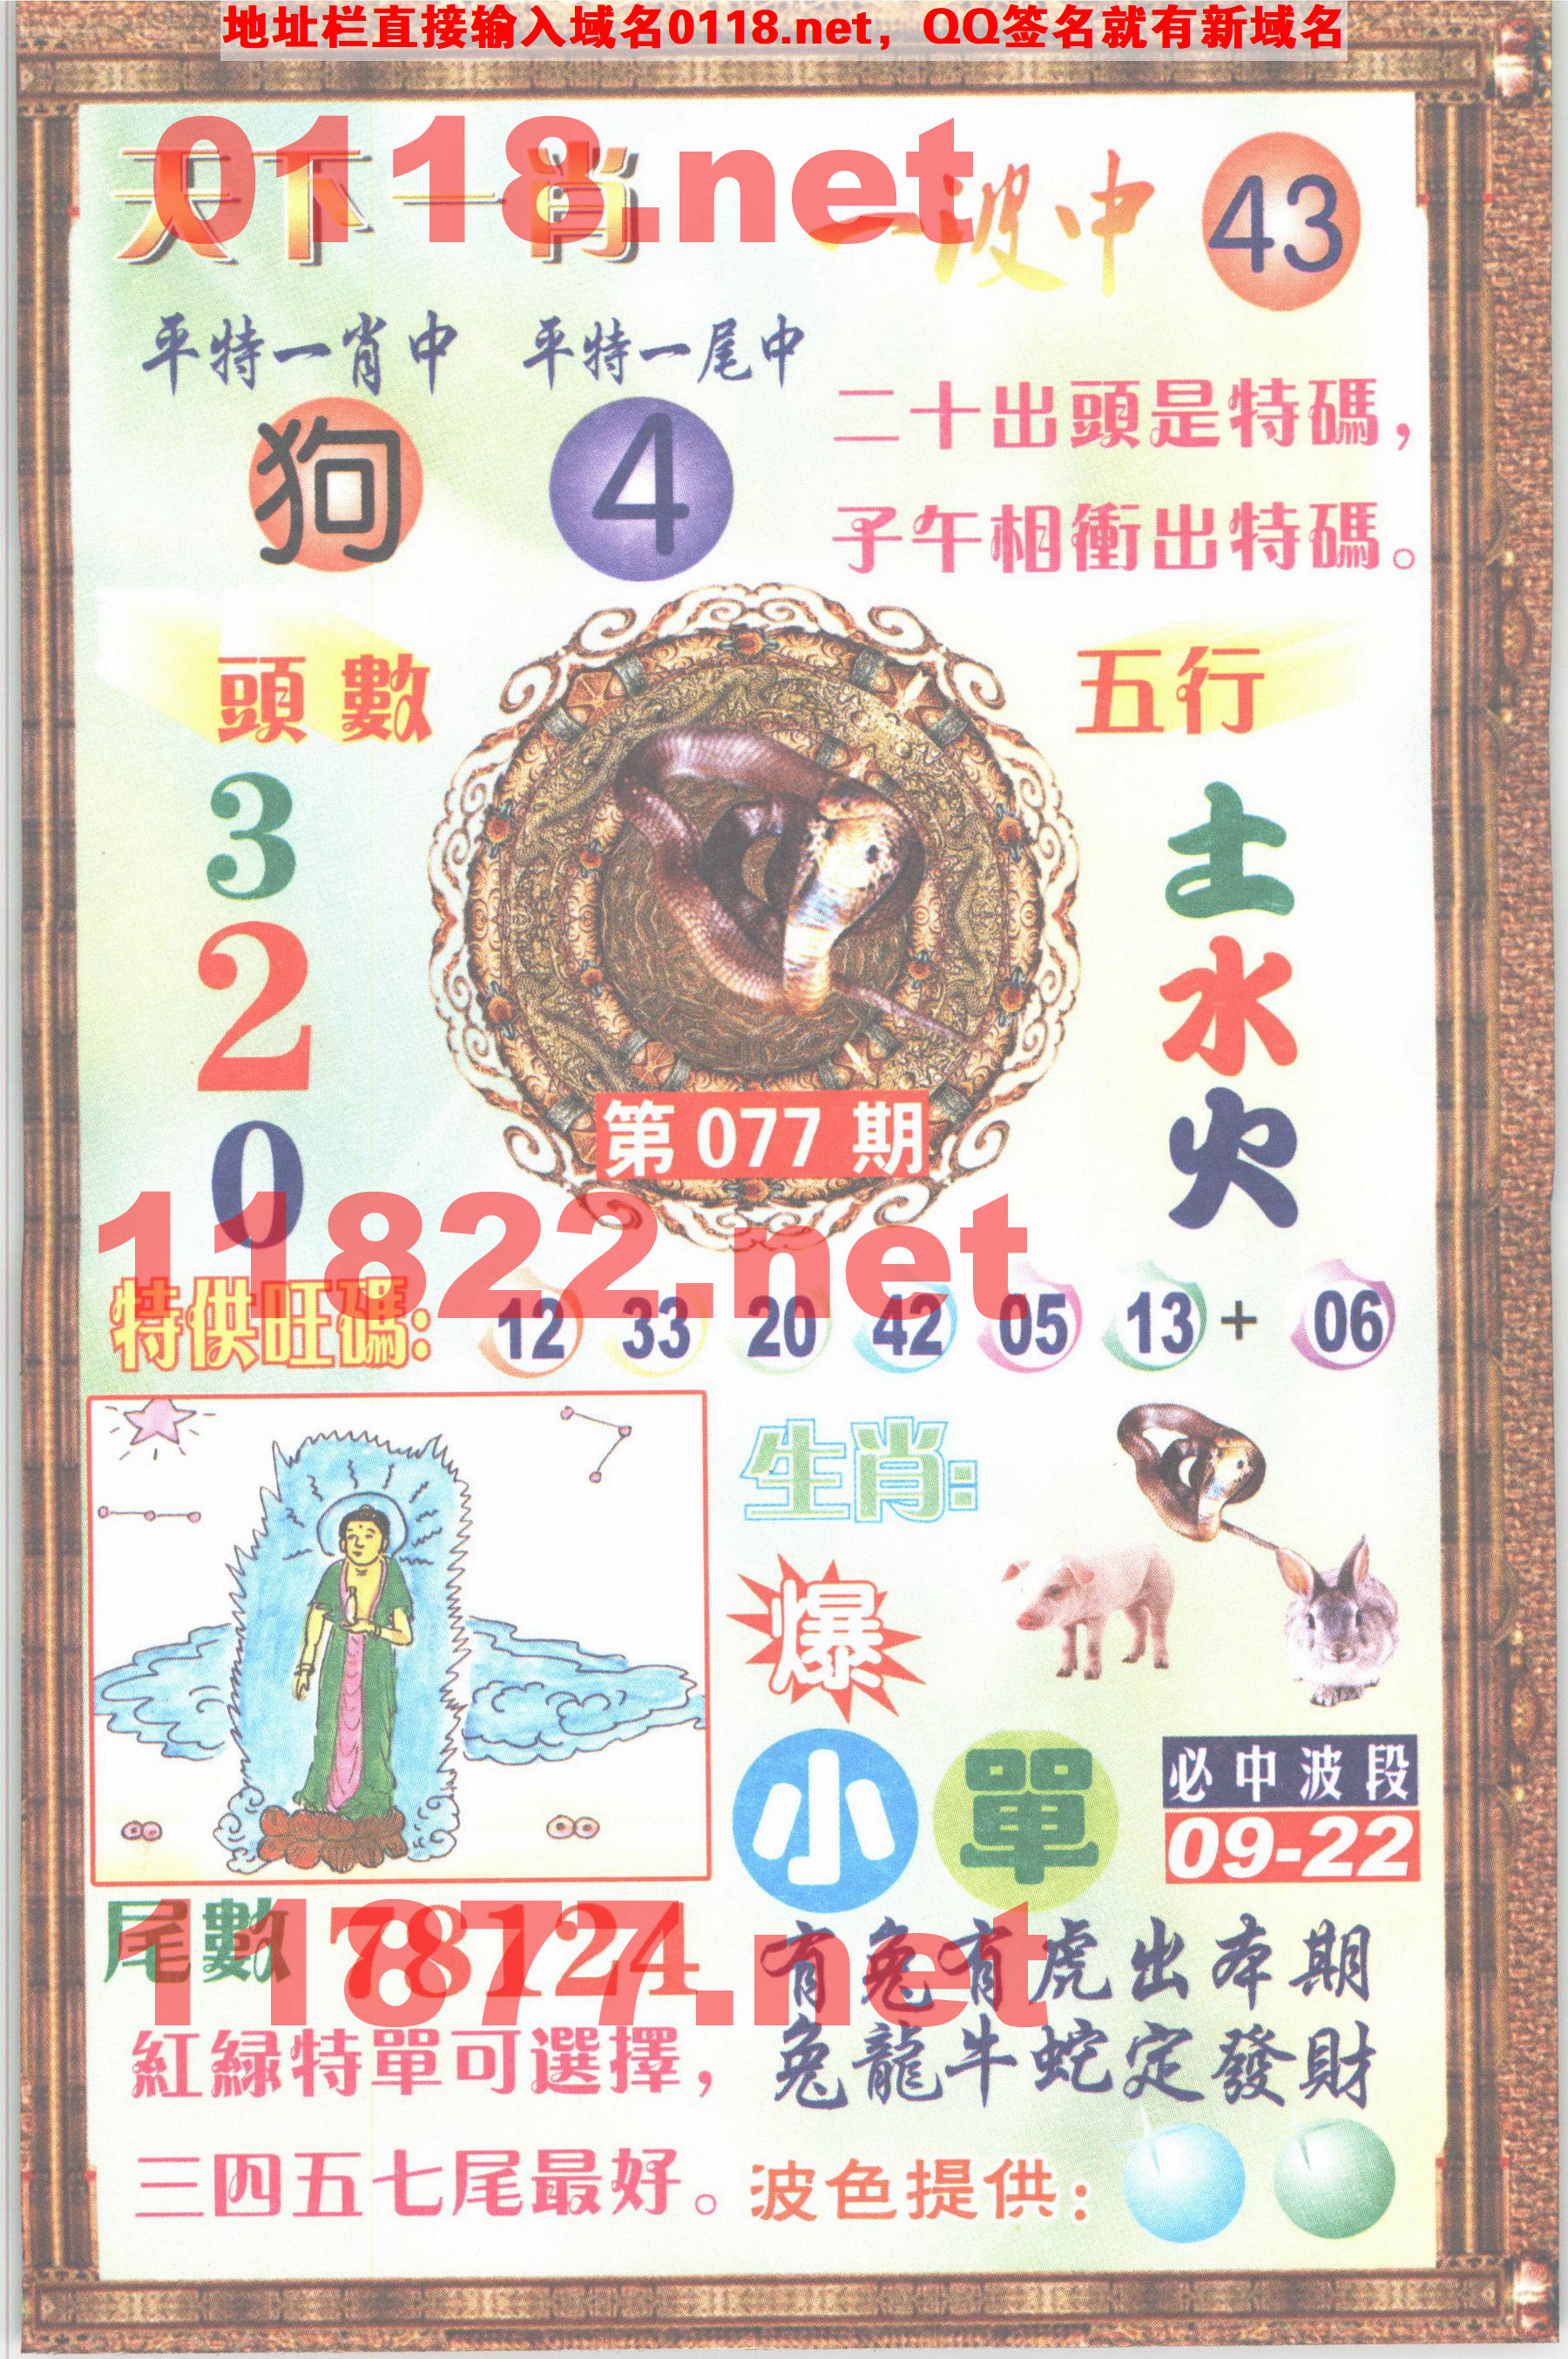 地址栏直接输入域名0118.net，QQ签名就有新域名
0118.net
天下一肖
一波中 43
平特一肖中 平特一尾中
狗 4
二十出頭是特碼，
子午相衝出特碼。
頭數
五行
3
2
0
土
水
火
第077期
11822.net
特供旺碼: 12 33 20 42 05 13 + 06
生肖:
爆
小 單
必中波段
09-22
尾數 78124
11877.net
有兔有虎出本期
兔龍牛蛇定發財
紅緑特單可選擇，
三四五七尾最好。
波色提供: